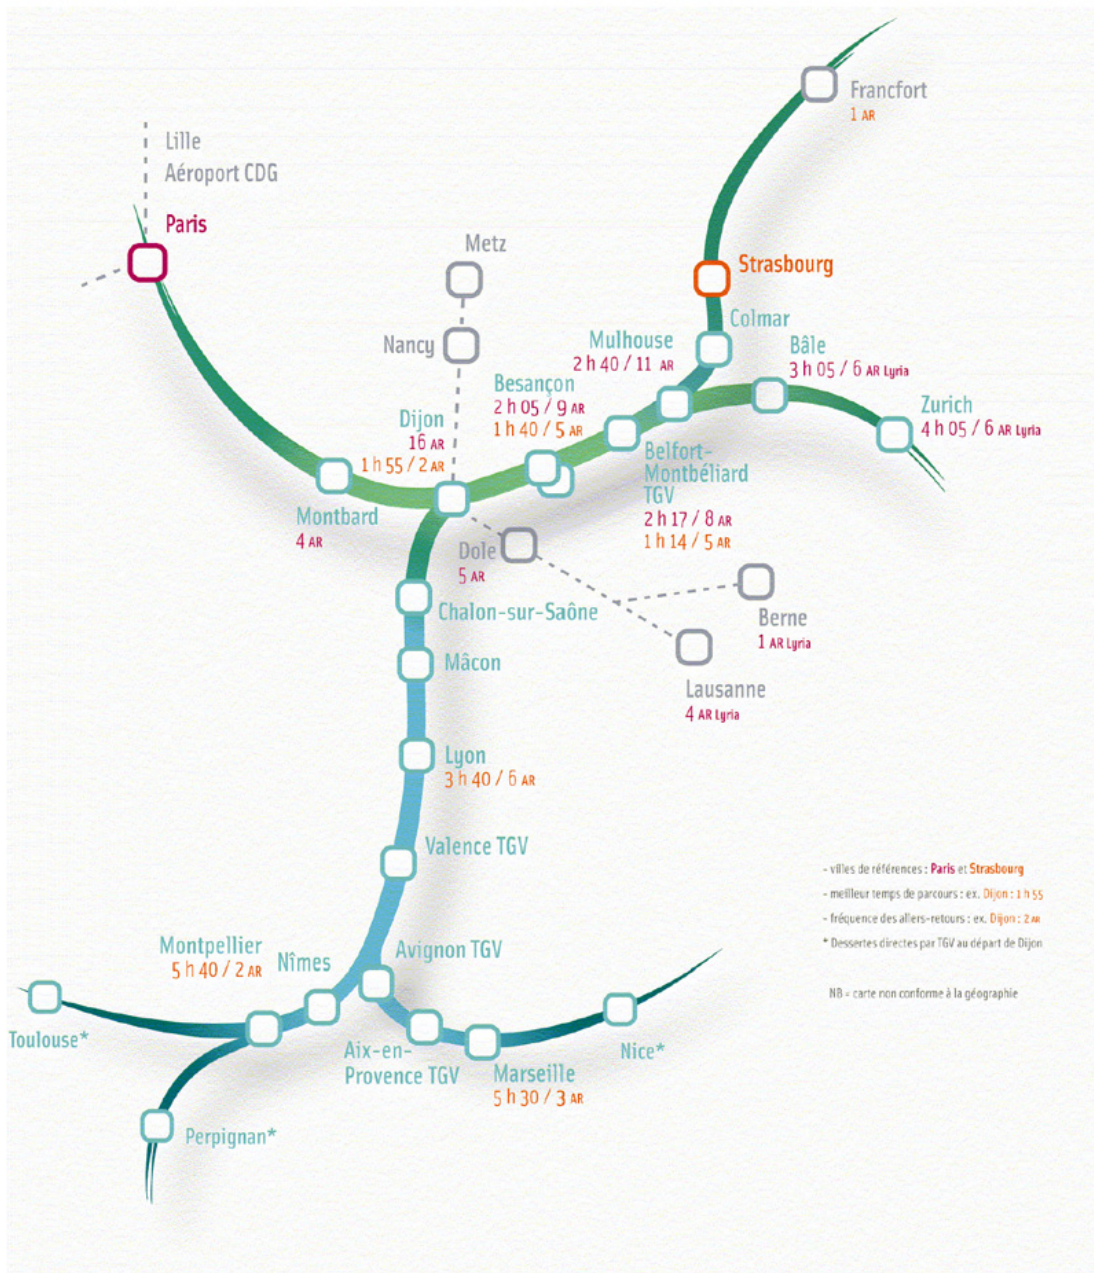 Francfort
1 AR
Lille
Aéroport CDG
Paris
Metz
Strasbourg
Colmar
Nancy
Mulhouse
2 h 40 / 11 AR
Bâle
3 h 05 / 6 AR Lyria
Besançon
2 h 05 / 9 AR
1 h 40 / 5 AR
Zurich
4 h 05 / 6 AR Lyria
Dijon
16 AR
1 h 55 / 2 AR
Belfort-
Montbéliard
TGV
2 h 17 / 8 AR
1 h 14 / 5 AR
Montbard
4 AR
Dole
5 AR
Chalon-sur-Saône
Berne
1 AR Lyria
Mâcon
Lausanne
4 AR Lyria
Lyon
3 h 40 / 6 AR
Valence TGV
- villes de références : Paris et Strasbourg
- meilleur temps de parcours : ex. Dijon : 1 h 55
- fréquence des allers-retours : ex. Dijon : 2 AR
* Dessertes directes par TGV au départ de Dijon
NB = carte non conforme à la géographie
Montpellier
5 h 40 / 2 AR
Nîmes
Avignon TGV
Toulouse*
Aix-en-
Provence TGV
Marseille
5 h 30 / 3 AR
Nice*
Perpignan*